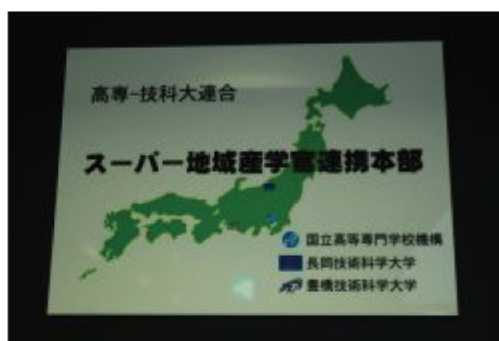 高専-技科大連合
スーパー地域産学官連携本部
国立高等専門学校機構
長岡技術科学大学
豊橋技術科学大学